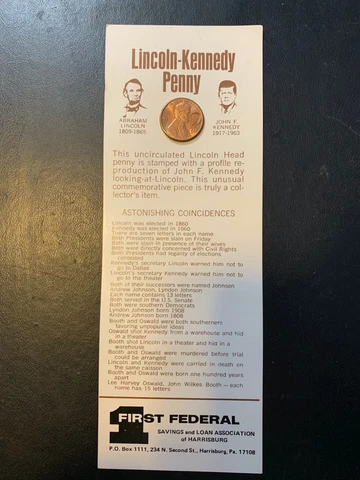 Lincoln-Kennedy
Penny
ABRAHAM
LINCOLN
1809-1865
JOHN F.
KENNEDY
1917-1963
This uncirculated Lincoln Head
penny is stamped with a profile re-
production of John F. Kennedy
looking-at-Lincoln. This unusual
commemorative piece is truly a col-
lector's item.
ASTONISHING COINCIDENCES
Lincoln was elected in 1860
Kennedy was elected in 1960
There are seven letters in each name
Both Presidents were slain on Friday
Both were slain in presence of their wives
Both were directly concerned with Civil Rights
Both Presidents had legality of elections
contested
Kennedy's secretary Lincoln warned him not to
go to Dallas
Lincoln's secretary Kennedy warned him not to
go to the theater
Both of their successors were named Johnson
Andrew Johnson, Lyndon Johnson
Each name contains 13 letters
Both served in the U.S. Senate
Both were southern Democrats
Lyndon Johnson born 1908
Andrew Johnson born 1808
Booth and Oswald were both southerners
favoring unpopular ideas
Oswald shot Kennedy from a warehouse and hid
in a theater
Booth shot Lincoln in a theater and hid in a
warehouse
Booth and Oswald were murdered before trial
could be arranged
Lincoln and Kennedy were carried in death on
the same caisson
Booth and Oswald were born one hundred years
apart
Lee Harvey Oswald, John Wilkes Booth — each
name has 15 letters
1 FIRST FEDERAL
SAVINGS and LOAN ASSOCIATION
of HARRISBURG
P.O. Box 1111, 234 N. Second St., Harrisburg, Pa. 17108